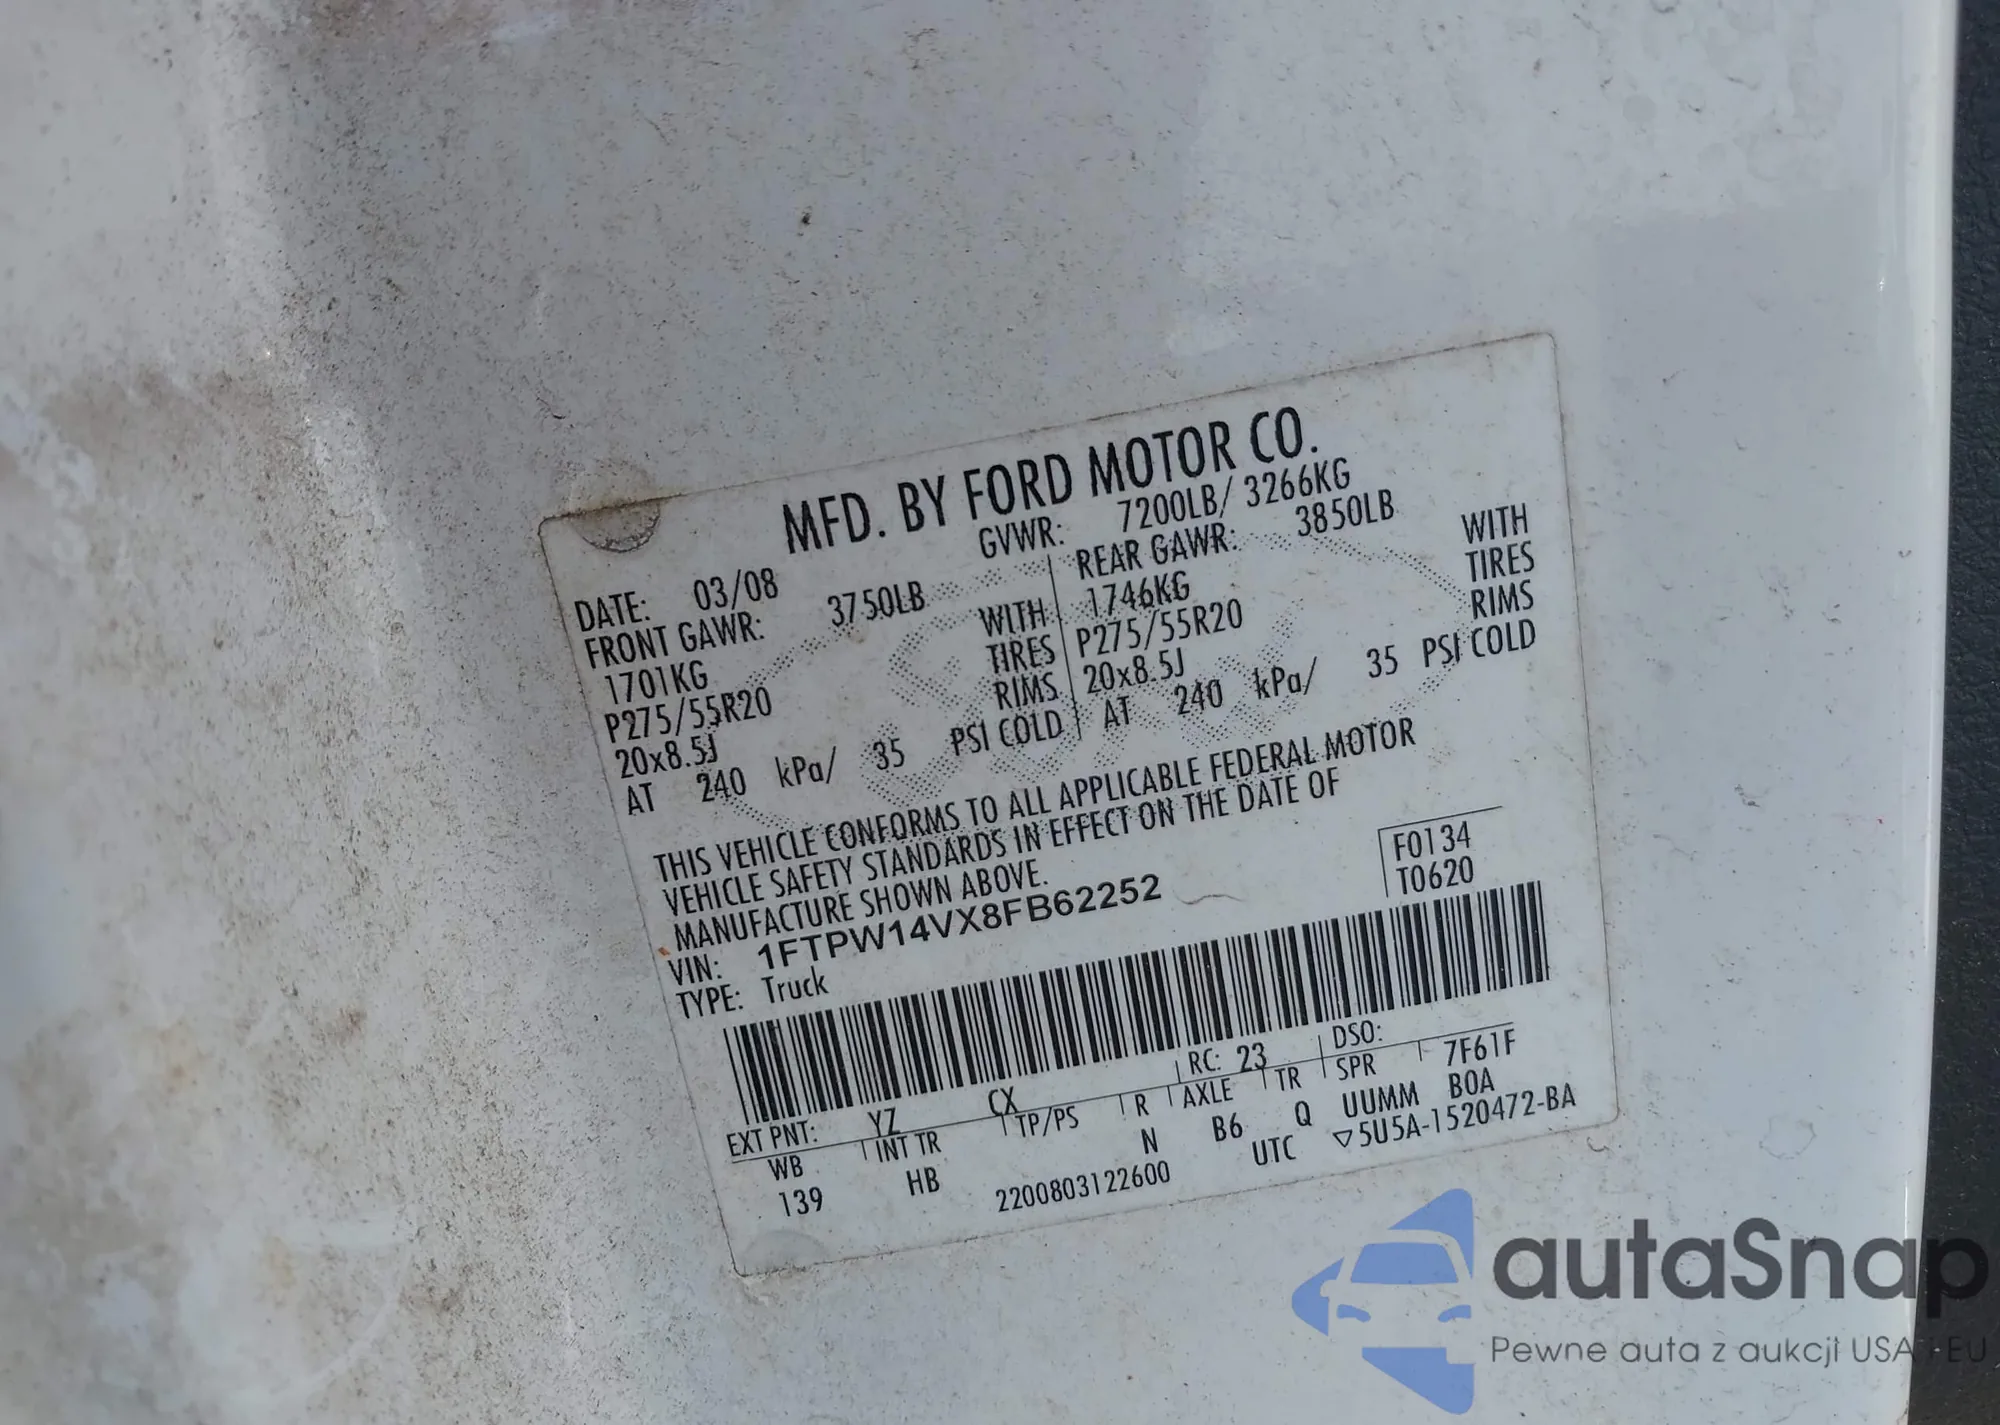 MFD. BY FORD MOTOR CO.
DATE: 03/08 GVWR: 7200LB/ 3266KG
FRONT GAWR: 3750LB REAR GAWR: 3850LB
1701KG WITH 1746KG WITH
P275/55R20 TIRES P275/55R20 TIRES
20x8.5J RIMS 20x8.5J RIMS
AT 240 kPa/ 35 PSI COLD AT 240 kPa/ 35 PSI COLD
THIS VEHICLE CONFORMS TO ALL APPLICABLE FEDERAL MOTOR
VEHICLE SAFETY STANDARDS IN EFFECT ON THE DATE OF
MANUFACTURE SHOWN ABOVE.
F0134
VIN: 1FTPW14VX8FB62252 T0620
TYPE: Truck
EXT PNT: YZ CX RC: 23 DSO:
WB INT TR TP/PS R AXLE TR SPR 7F61F
139 HB N B6 Q UUMM B0A
2200803122600 UTC ▽5U5A-1520472-BA
autaSnap
Pewne auta z aukcji USA i EU